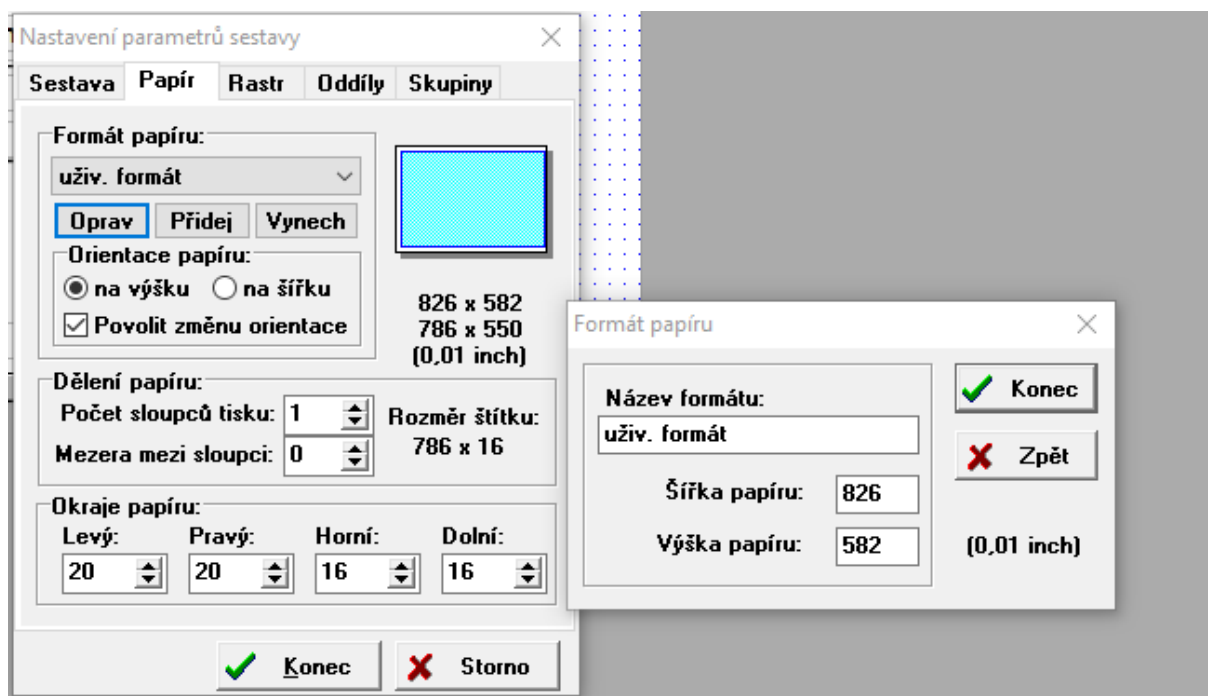 Nastavení parametrů sestavy
Sestava Papír Rastr Oddíly Skupiny
Formát papíru:
uživ. formát
Oprav Přidej Vynech
Orientace papíru:
na výšku na šířku
Povolit změnu orientace
826 x 582
786 x 550
(0,01 inch)
Dělení papíru:
Počet sloupců tisku: 1
Mezera mezi sloupci: 0
Rozměr štítku:
786 x 16
Okraje papíru:
Levý: Pravý: Horní: Dolní:
20 20 16 16
Konec Storno
Formát papíru
Název formátu:
uživ. formát
Šířka papíru: 826
Výška papíru: 582
Konec
Zpět
(0,01 inch)